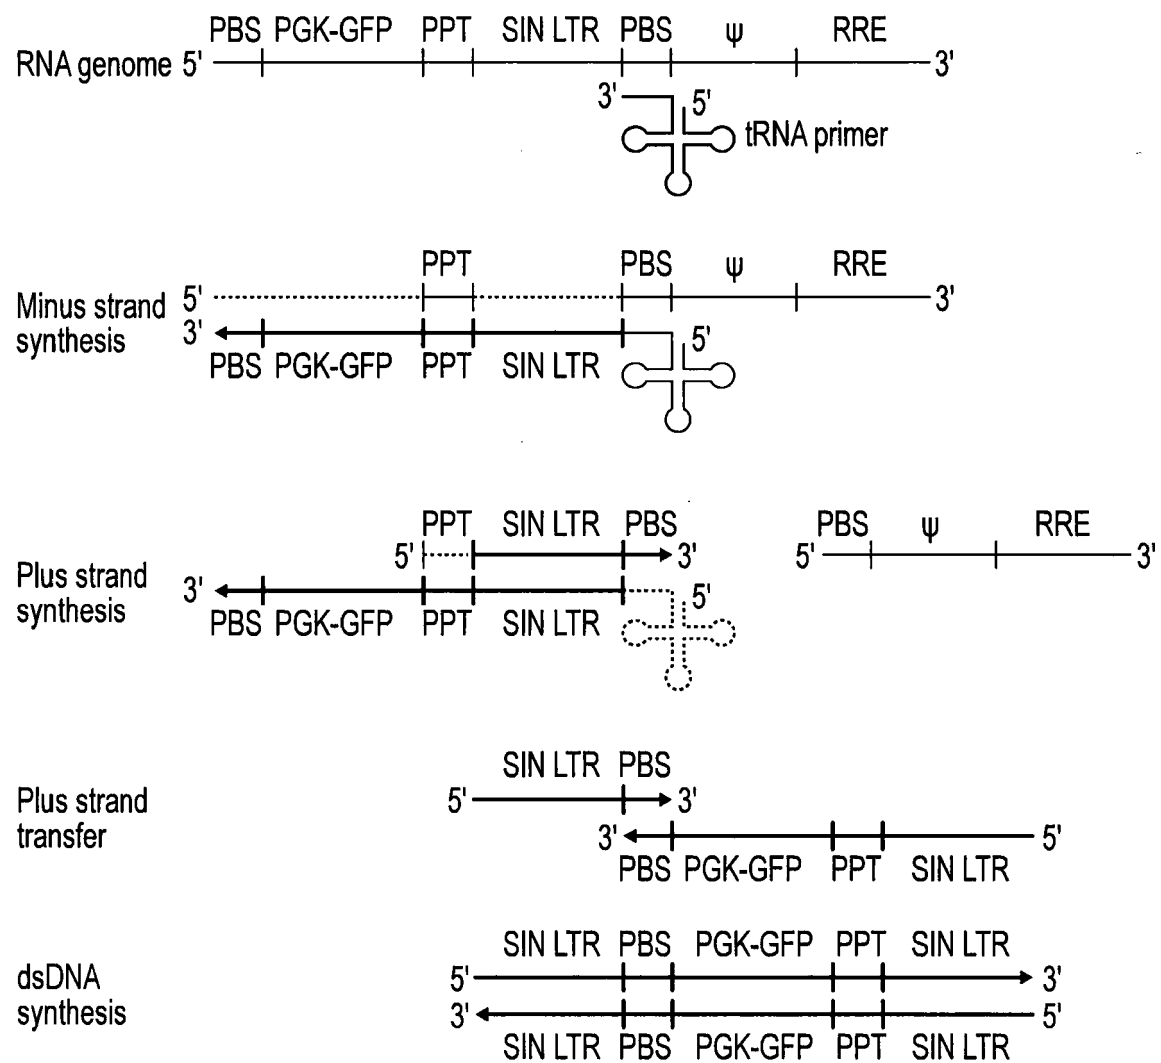 PBS PGK-GFP PPT SIN LTR PBS ψ RRE
RNA genome 5' 3'
3' 5'
tRNA primer
PPT PBS ψ RRE
5' 3'
Minus strand
synthesis
3' 5'
PBS PGK-GFP PPT SIN LTR
PPT SIN LTR PBS PBS ψ RRE
5' 3' 5' 3'
Plus strand
synthesis
3' 5'
PBS PGK-GFP PPT SIN LTR
SIN LTR PBS
5' 3'
Plus strand
transfer
3' 5'
PBS PGK-GFP PPT SIN LTR
SIN LTR PBS PGK-GFP PPT SIN LTR
5' 3'
dsDNA
synthesis
3' 5'
SIN LTR PBS PGK-GFP PPT SIN LTR